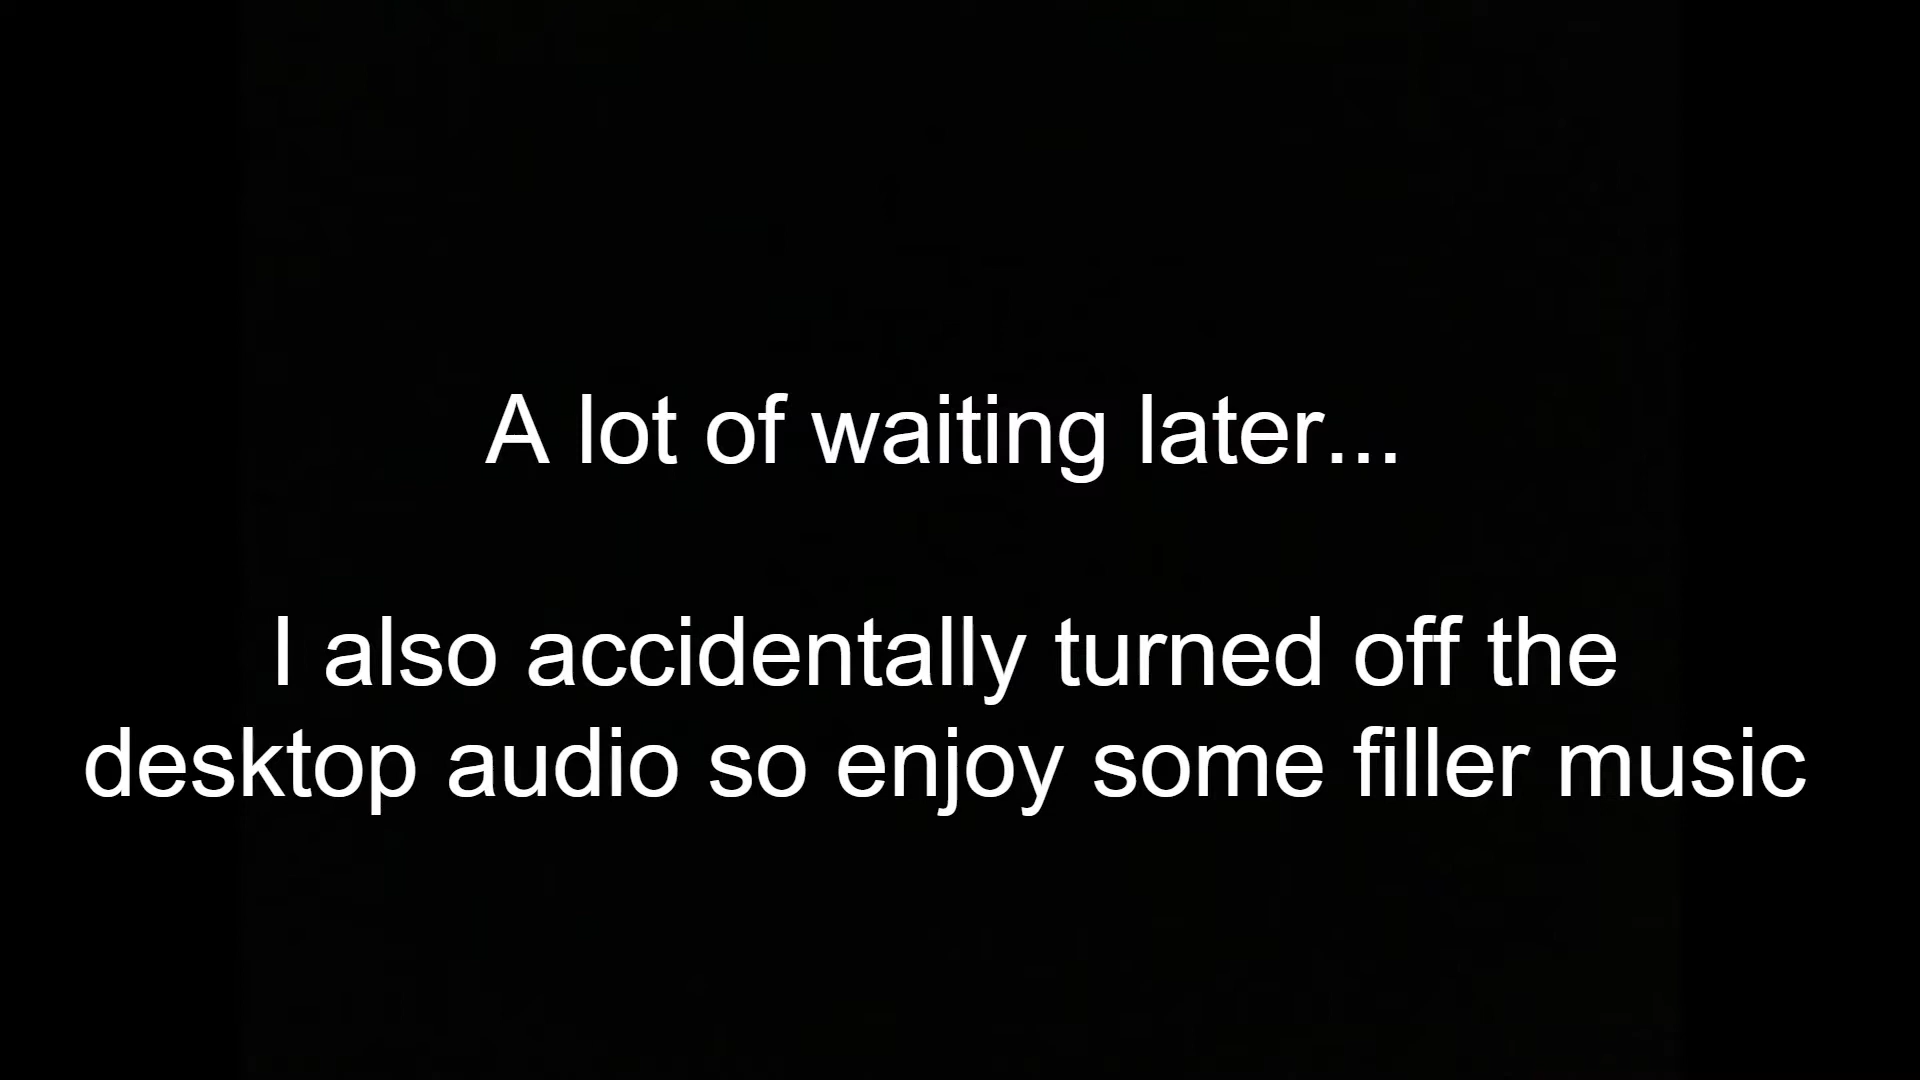 A lot of waiting later...
I also accidentally turned off the
desktop audio so enjoy some filler music